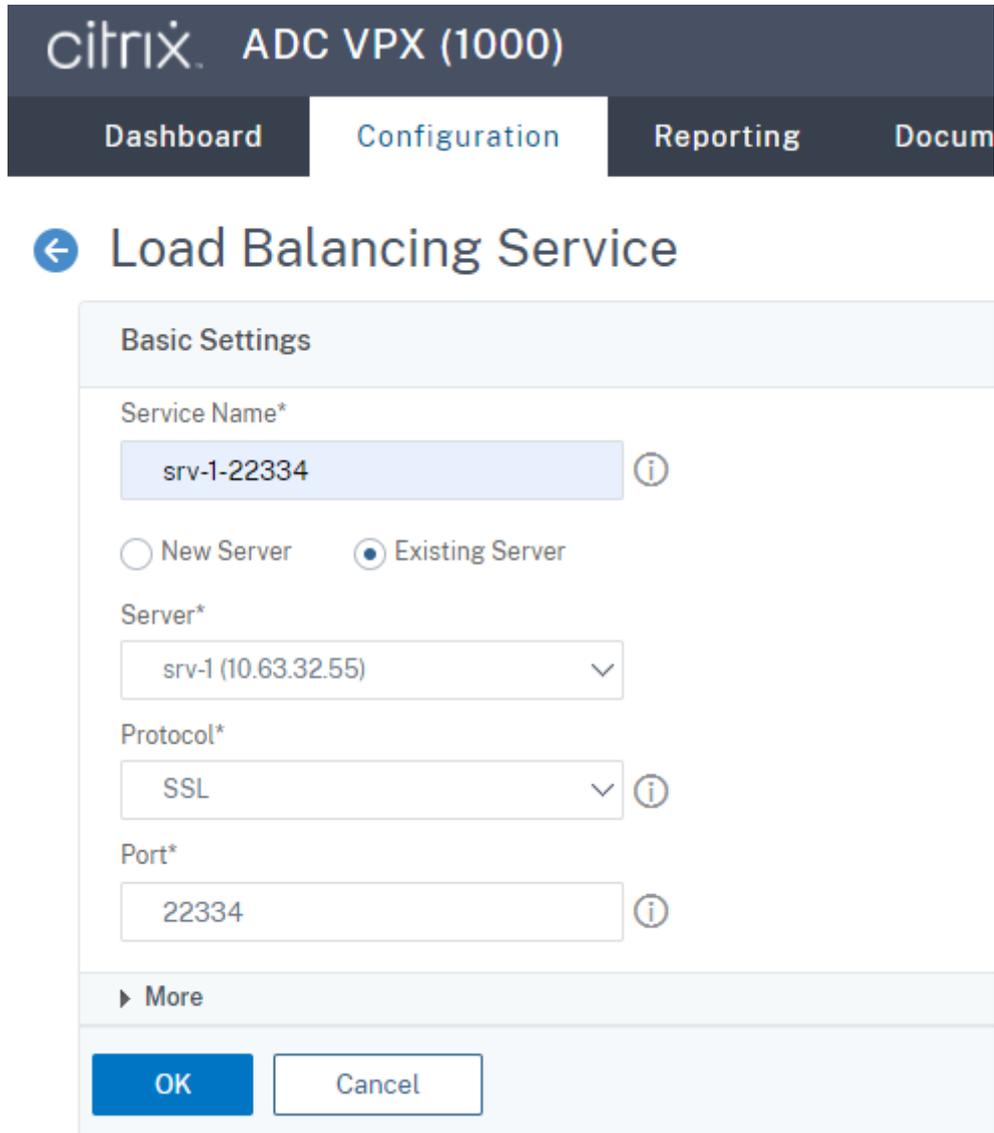 citrix. ADC VPX (1000)
Dashboard Configuration Reporting Docum
Load Balancing Service
Basic Settings
Service Name*
srv-1-22334
New Server Existing Server
Server*
srv-1 (10.63.32.55)
Protocol*
SSL
Port*
22334
More
OK Cancel